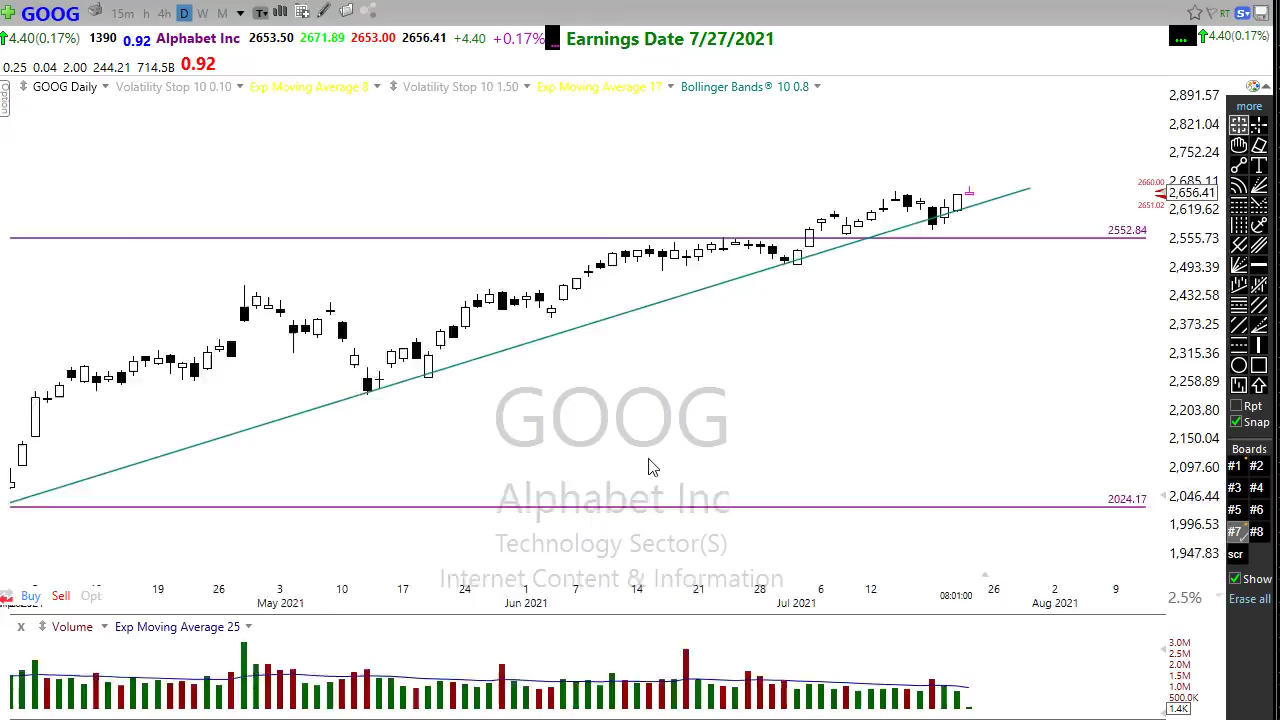 GOOG 15m h 4h D W M T RT S
4.40(0.17%) 1390 0.92 Alphabet Inc 2653.50 2671.89 2653.00 2656.41 +4.40 +0.17% ... Earnings Date 7/27/2021 ... 4.40(0.17%)
0.25 0.04 2.00 244.21 714.5B 0.92
Option
GOOG Daily Volatility Stop 10 0.10 Exp Moving Average 8 Volatility Stop 10 1.50 Exp Moving Average 17 Bollinger Bands® 10 0.8
2,891.57
2,821.04
2,752.24
2,685.11
2660.00
2,656.41
2651.02
2,619.62
2552.84
2,555.73
2,493.39
2,432.58
2,373.25
2,315.36
2,258.89
2,203.80
2,150.04
2,097.60
2,046.44
2024.17
1,996.53
1,947.83
GOOG
Alphabet Inc
Technology Sector(S)
Internet Content & Information
more
T
Rpt
Snap
Boards
#1 #2
#3 #4
#5 #6
#7 #8
scr
Show
Erase all
19 26 10 17 24 7 14 21 28 6 12 26 2 9
May 2021 Jun 2021 Jul 2021 08:01:00 Aug 2021
Buy Sell Opt
2.5%
x Volume Exp Moving Average 25
3.0M
2.5M
2.0M
1.5M
1.0M
500.0K
1.4K